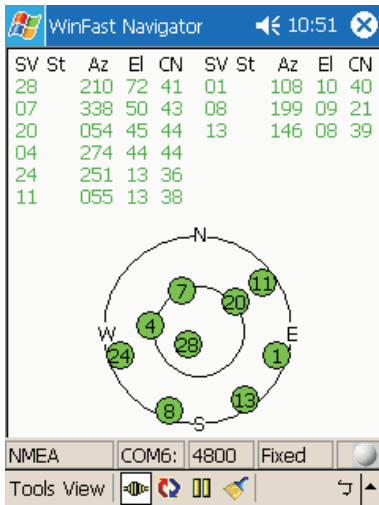 WinFast Navigator 10:51
SV St Az El CN SV St Az El CN
28 210 72 41 01 108 10 40
07 338 50 43 08 199 09 21
20 054 45 44 13 146 08 39
04 274 44 44
24 251 13 36
11 055 13 38
N
11
7
20
4
W
E
28
24
1
13
8
S
NMEA COM6: 4800 Fixed
Tools View